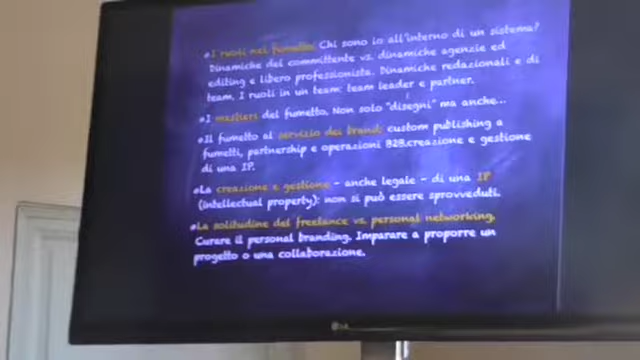 •I ruoli nel fumetto: Chi sono io all'interno di un sistema?
Dinamiche del committente vs. dinamiche agenzie ed
editing e libero professionista. Dinamiche redazionali e di
team. I ruoli in un team: team leader e partner.
•I mestieri del fumetto. Non solo "disegni" ma anche...
•Il fumetto al servizio dei brand: custom publishing a
fumetti, partnership e operazioni B2B,creazione e gestione
di una IP.
•La creazione e gestione - anche legale - di una IP
(intellectual property): non si può essere sprovveduti.
•La solitudine del freelance vs. personal networking.
Curare il personal branding. Imparare a proporre un
progetto o una collaborazione.